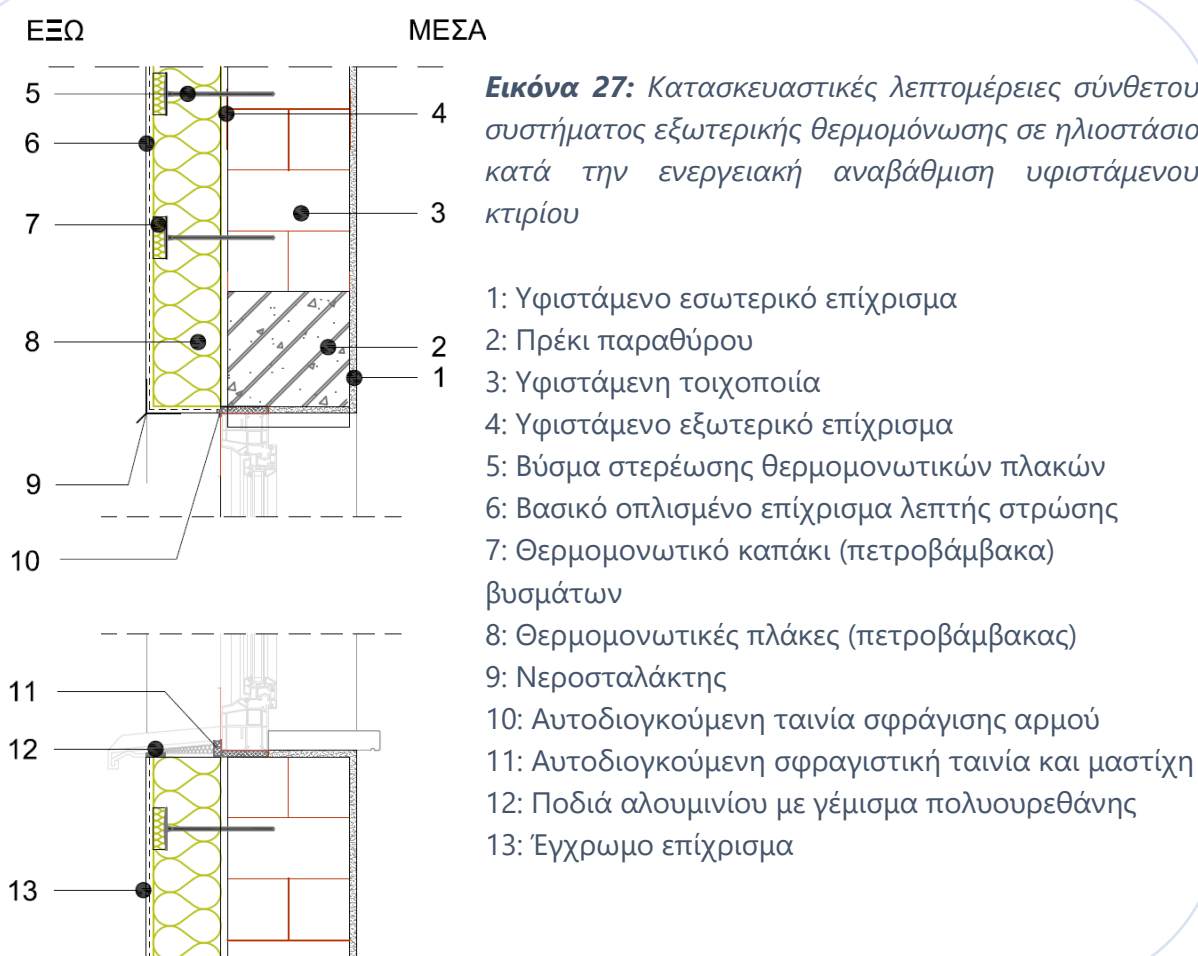 ΕΞΩ
ΜΕΣΑ
5
6
7
8
9
10
4
3
2
1
11
12
13
Εικόνα 27: Κατασκευαστικές λεπτομέρειες σύνθετου
συστήματος εξωτερικής θερμομόνωσης σε ηλιοστάσιο
κατά την ενεργειακή αναβάθμιση υφιστάμενου
κτιρίου
1: Υφιστάμενο εσωτερικό επίχρισμα
2: Πρέκι παραθύρου
3: Υφιστάμενη τοιχοποιία
4: Υφιστάμενο εξωτερικό επίχρισμα
5: Βύσμα στερέωσης θερμομονωτικών πλακών
6: Βασικό οπλισμένο επίχρισμα λεπτής στρώσης
7: Θερμομονωτικό καπάκι (πετροβάμβακα)
βυσμάτων
8: Θερμομονωτικές πλάκες (πετροβάμβακας)
9: Νεροσταλάκτης
10: Αυτοδιογκούμενη ταινία σφράγισης αρμού
11: Αυτοδιογκούμενη σφραγιστική ταινία και μαστίχη
12: Ποδιά αλουμινίου με γέμισμα πολυουρεθάνης
13: Έγχρωμο επίχρισμα